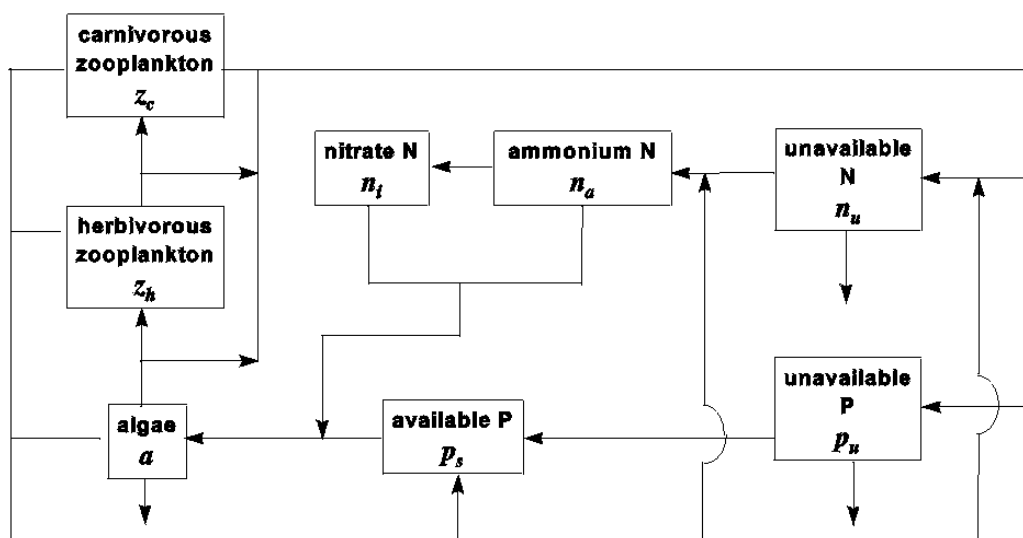 carnivorous
zooplankton
z_c
nitrate N
n_i
ammonium N
n_a
unavailable
N
n_u
herbivorous
zooplankton
z_h
algae
a
available P
p_s
unavailable
P
p_u